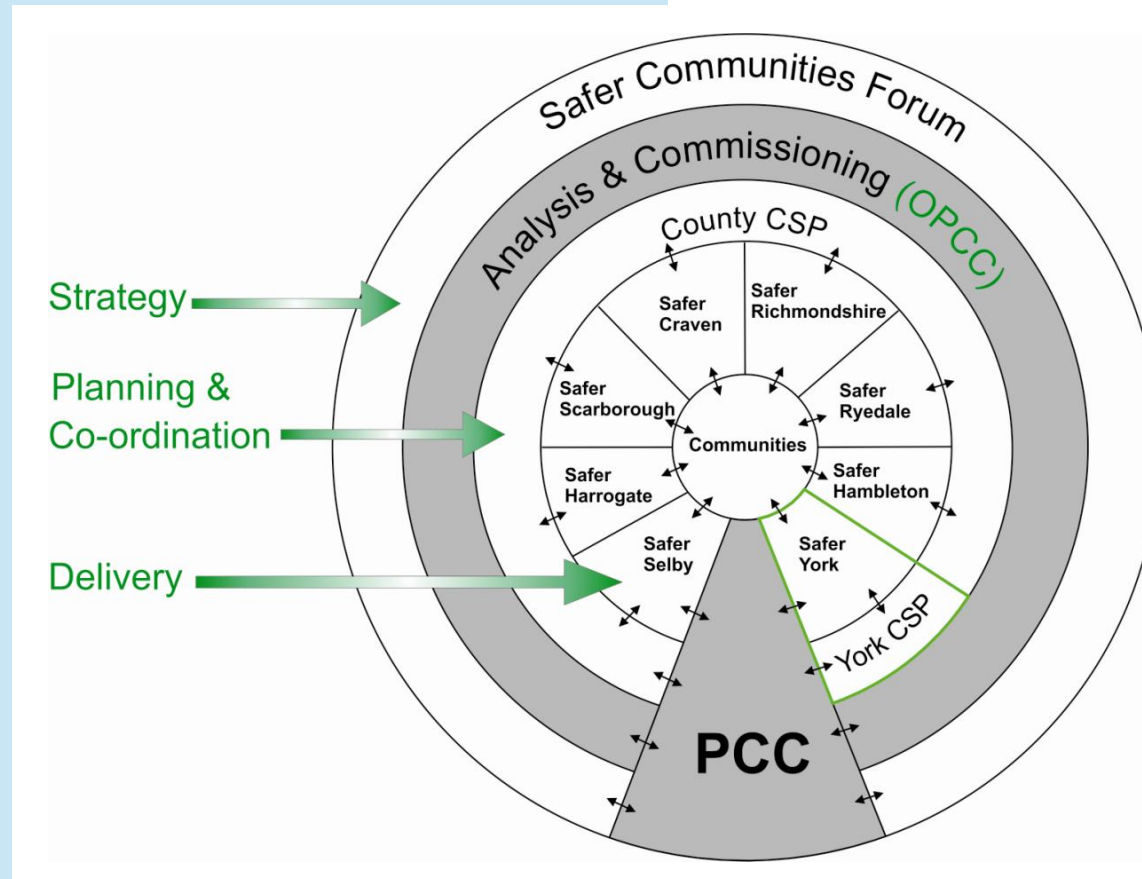 Safer Communities Forum
Analysis & Commissioning (OPCC)
County CSP
Strategy
Planning &
Co-ordination
Delivery
Safer
Craven
Safer
Richmondshire
Safer
Scarborough
Safer
Ryedale
Communities
Safer
Harrogate
Safer
Hambleton
Safer
Selby
Safer
York
York CSP
PCC